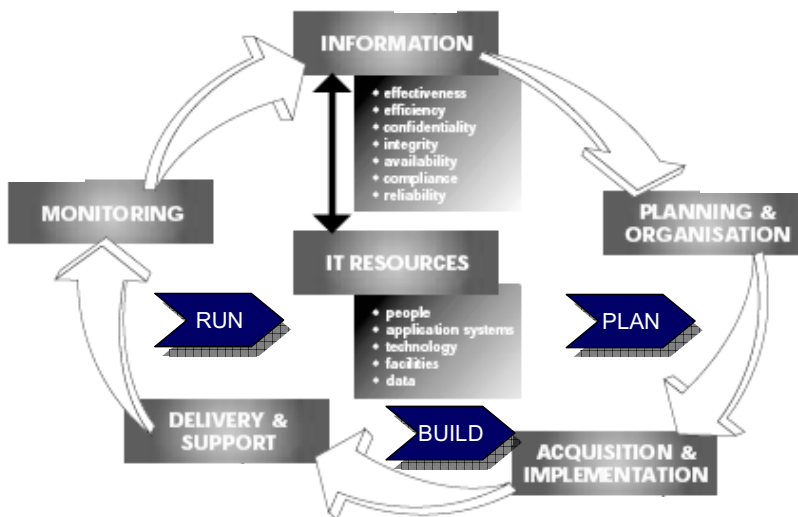 INFORMATION
• effectiveness
• efficiency
• confidentiality
• integrity
• availability
• compliance
• reliability
MONITORING
PLANNING &
ORGANISATION
IT RESOURCES
• people
• application systems
• technology
• facilities
• data
RUN
PLAN
DELIVERY &
SUPPORT
BUILD
ACQUISITION &
IMPLEMENTATION